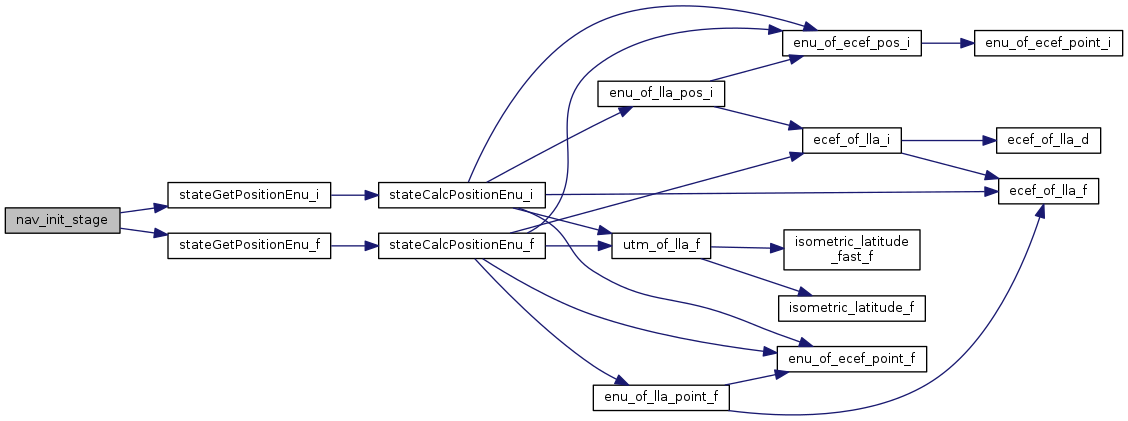 nav_init_stage
stateGetPositionEnu_i
stateGetPositionEnu_f
stateCalcPositionEnu_i
stateCalcPositionEnu_f
enu_of_lla_pos_i
utm_of_lla_f
enu_of_lla_point_f
enu_of_ecef_pos_i
ecef_of_lla_i
isometric_latitude
_fast_f
isometric_latitude_f
enu_of_ecef_point_f
enu_of_ecef_point_i
ecef_of_lla_d
ecef_of_lla_f